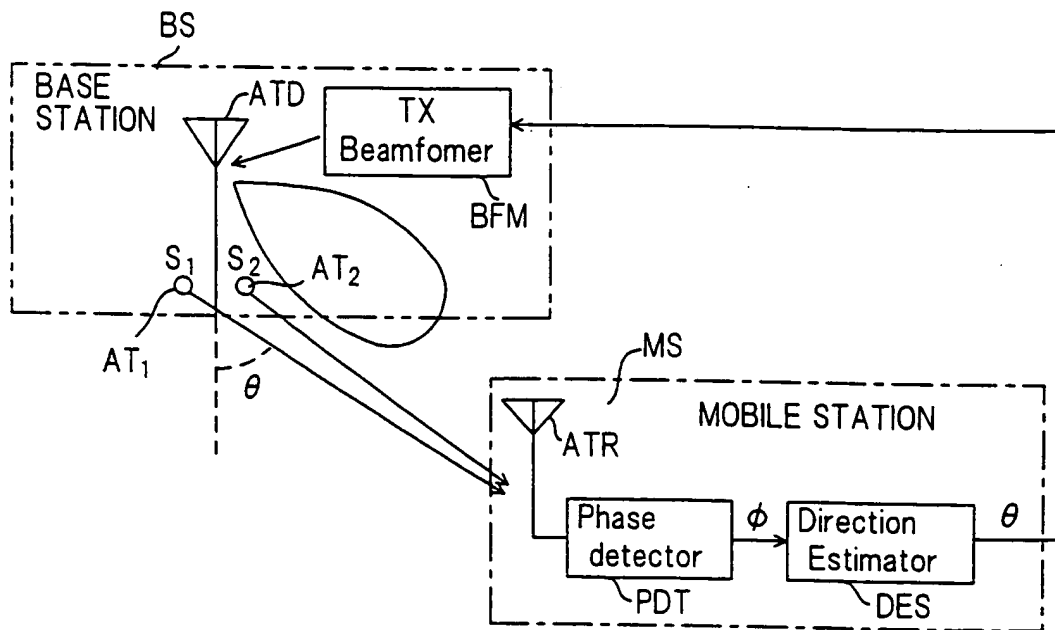 BS
BASE
STATION
ATD
TX
Beamfomer
BFM
S1
S2
AT2
AT1
θ
MS
MOBILE STATION
ATR
Phase
detector
ϕ
Direction
Estimator
θ
PDT
DES